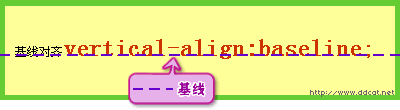 基线对齐vertical-align:baseline;
基线
http://www.ddcat.net/